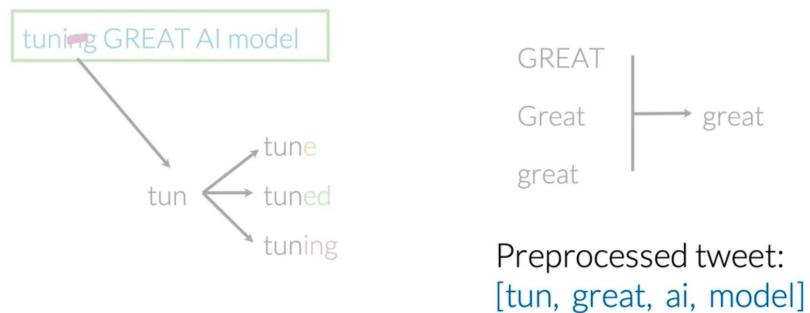 tuning GREAT AI model
tun
tune
tuned
tuning
GREAT
Great
great
great
Preprocessed tweet:
[tun, great, ai, model]